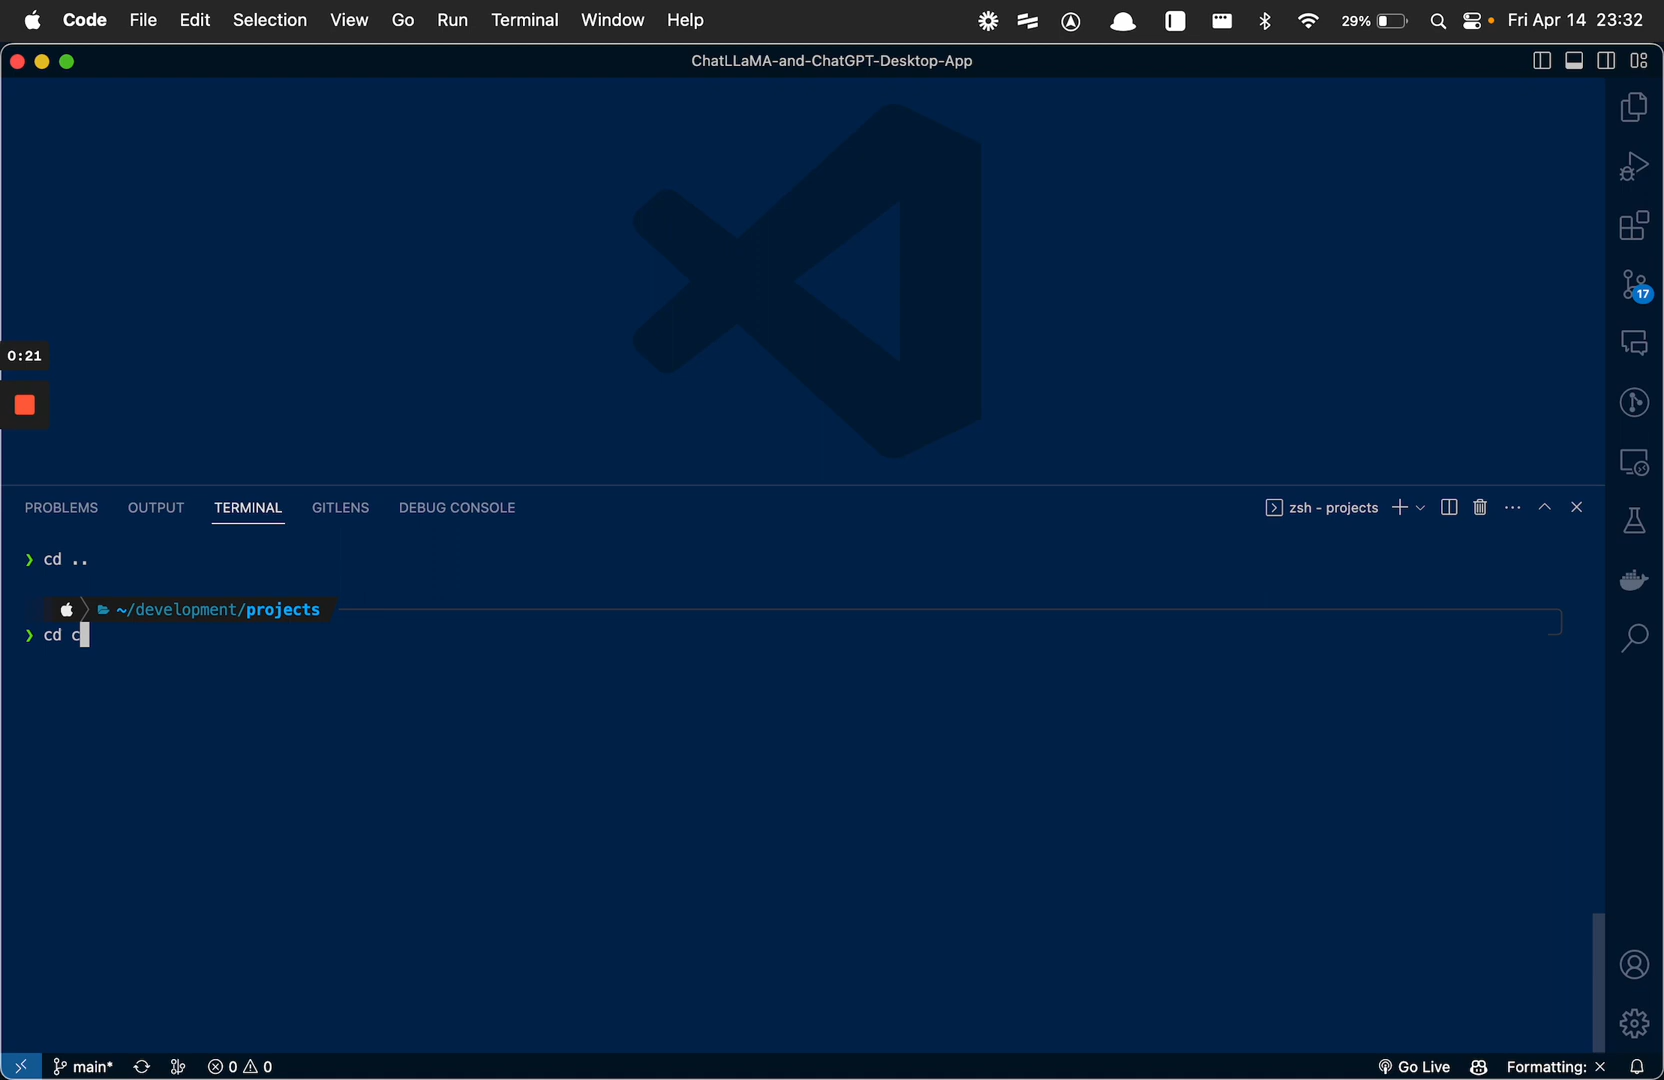 Code File Edit Selection View Go Run Terminal Window Help 29% Fri Apr 14 23:32
ChatLLaMA-and-ChatGPT-Desktop-App
17
0:21
PROBLEMS OUTPUT TERMINAL GITLENS DEBUG CONSOLE zsh - projects
❯ cd ..
~/development/projects
❯ cd c
main* 0 0 Go Live Formatting: ×